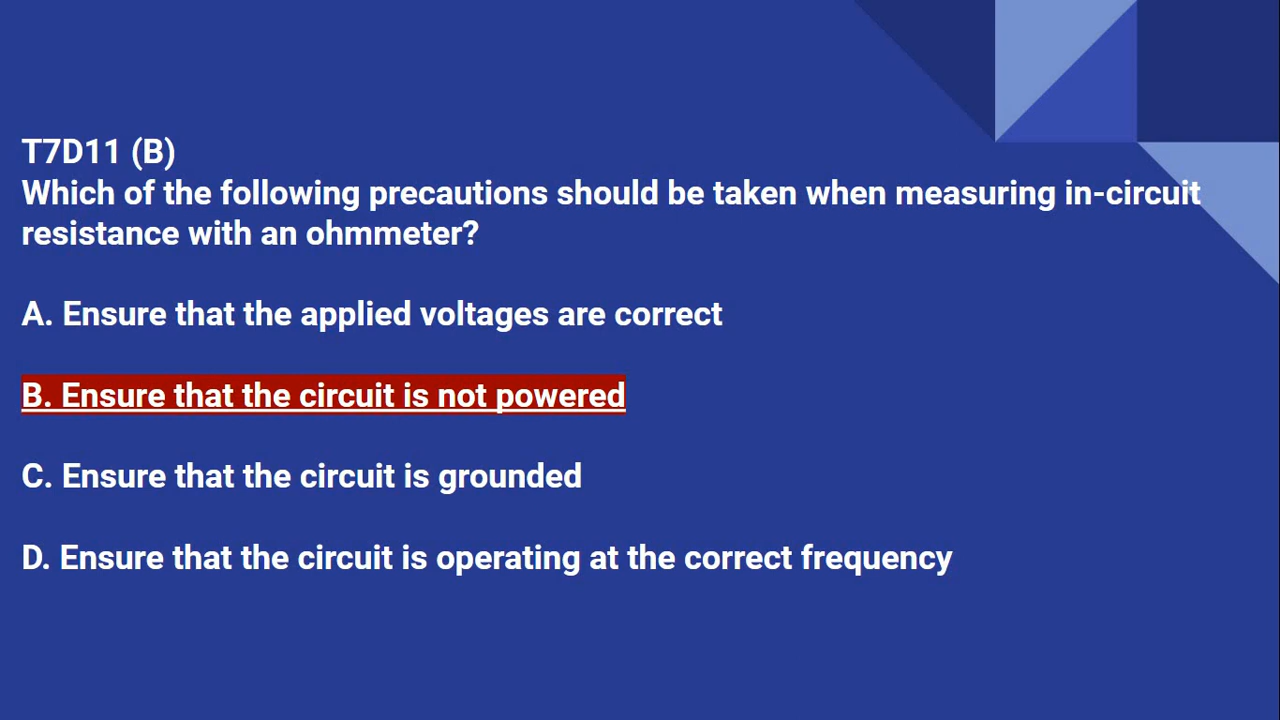 T7D11 (B)
Which of the following precautions should be taken when measuring in-circuit
resistance with an ohmmeter?
A. Ensure that the applied voltages are correct
B. Ensure that the circuit is not powered
C. Ensure that the circuit is grounded
D. Ensure that the circuit is operating at the correct frequency